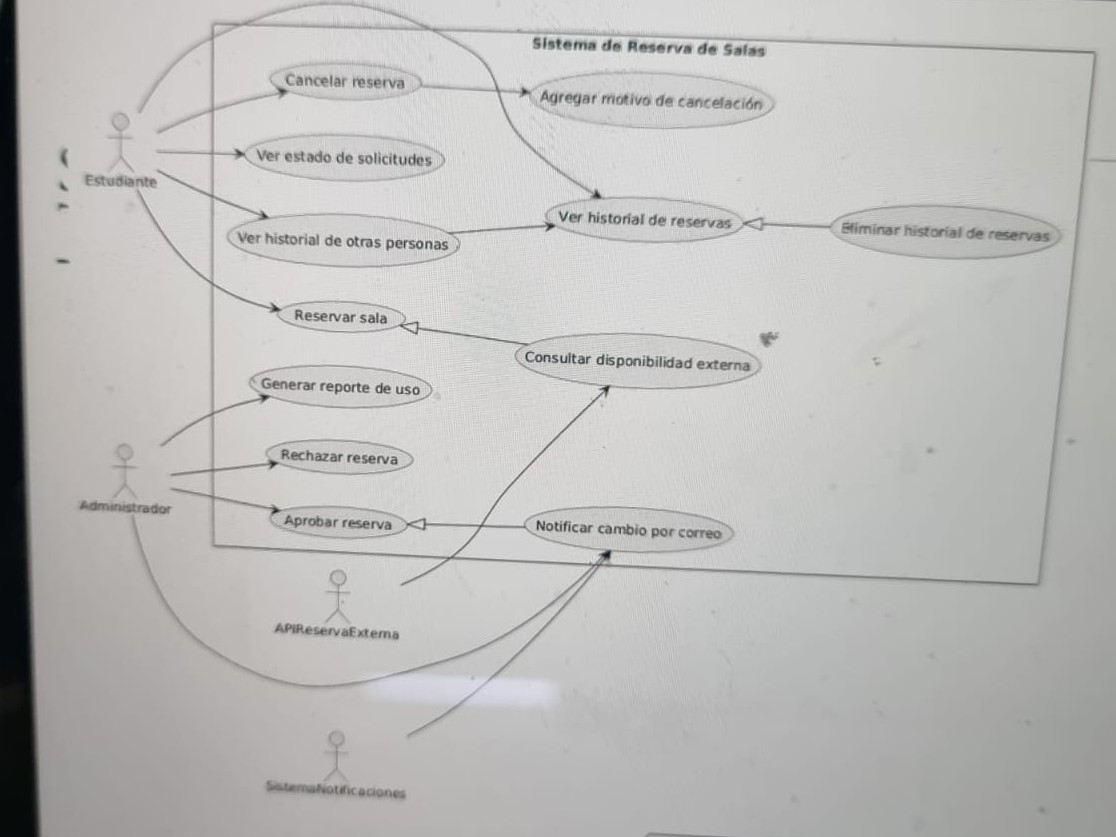 Sistema de Reserva de Salas
Cancelar reserva
Agregar motivo de cancelación
Ver estado de solicitudes
Estudiante
Ver historial de reservas
Eliminar historial de reservas
Ver historial de otras personas
Reservar sala
Consultar disponibilidad externa
Generar reporte de uso
Rechazar reserva
Administrador
Aprobar reserva
Notificar cambio por correo
APIReservaExterna
SistemaNotificaciones